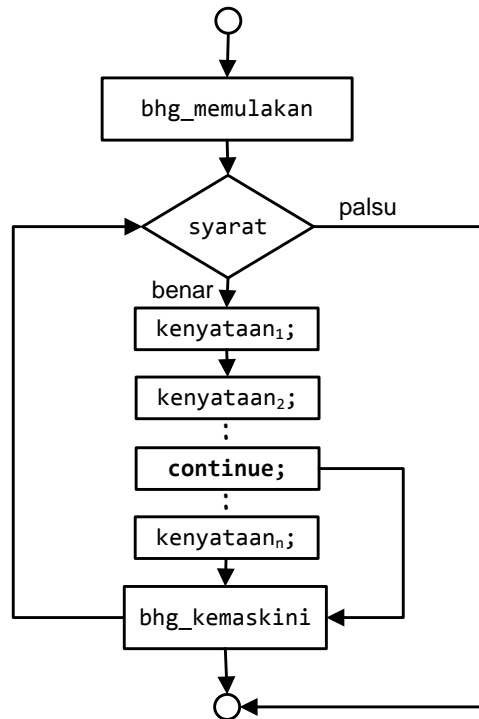 bhg_memulakan
syarat
palsu
benar
kenyataan₁;
kenyataan₂;
continue;
kenyataanₙ;
bhg_kemaskini